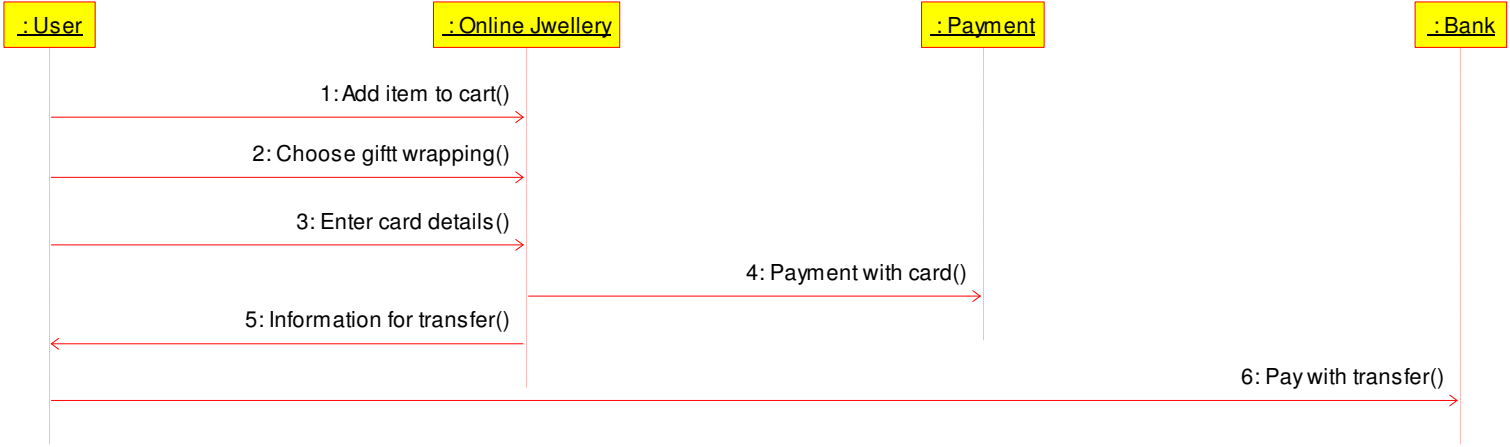 : User
: Online Jwellery
: Payment
: Bank
1: Add item to cart()
2: Choose giftt wrapping()
3: Enter card details()
4: Payment with card()
5: Information for transfer()
6: Pay with transfer()